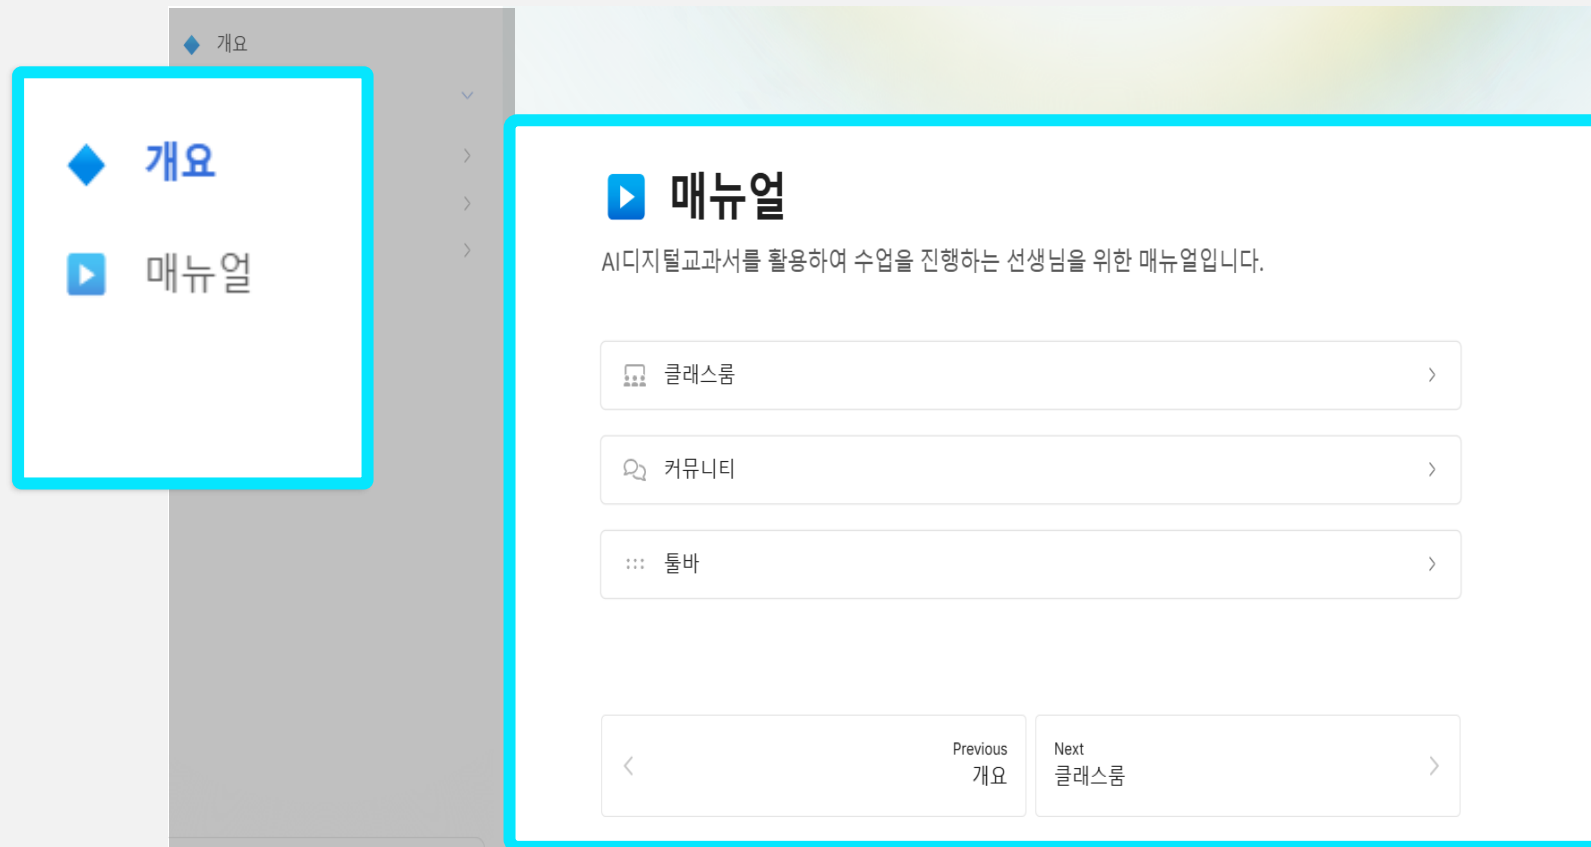 개요
개요
매뉴얼
매뉴얼
AI디지털교과서를 활용하여 수업을 진행하는 선생님을 위한 매뉴얼입니다.
클래스룸
커뮤니티
툴바
Previous
개요
Next
클래스룸